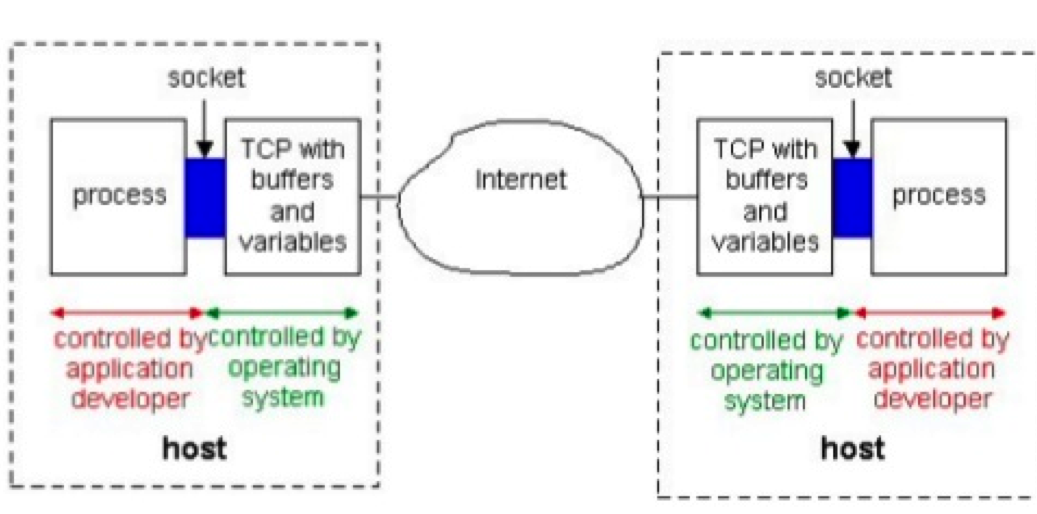 socket
process
TCP with
buffers
and
variables
controlled by
application
developer
controlled by
operating
system
host
Internet
socket
TCP with
buffers
and
variables
process
controlled by
operating
system
controlled by
application
developer
host